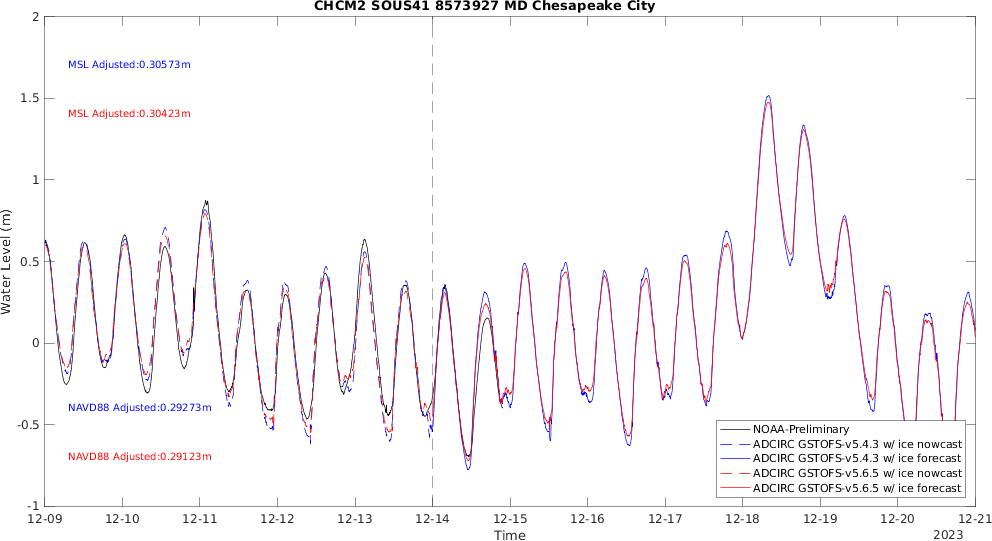 CHCM2 SOUS41 8573927 MD Chesapeake City
2
1.5
1
0.5
0
-0.5
-1
Water Level (m)
MSL Adjusted:0.30573m
MSL Adjusted:0.30423m
NAVD88 Adjusted:0.29273m
NAVD88 Adjusted:0.29123m
NOAA-Preliminary
ADCIRC GSTOFS-v5.4.3 w/ ice nowcast
ADCIRC GSTOFS-v5.4.3 w/ ice forecast
ADCIRC GSTOFS-v5.6.5 w/ ice nowcast
ADCIRC GSTOFS-v5.6.5 w/ ice forecast
12-09 12-10 12-11 12-12 12-13 12-14 12-15 12-16 12-17 12-18 12-19 12-20 12-21
Time
2023